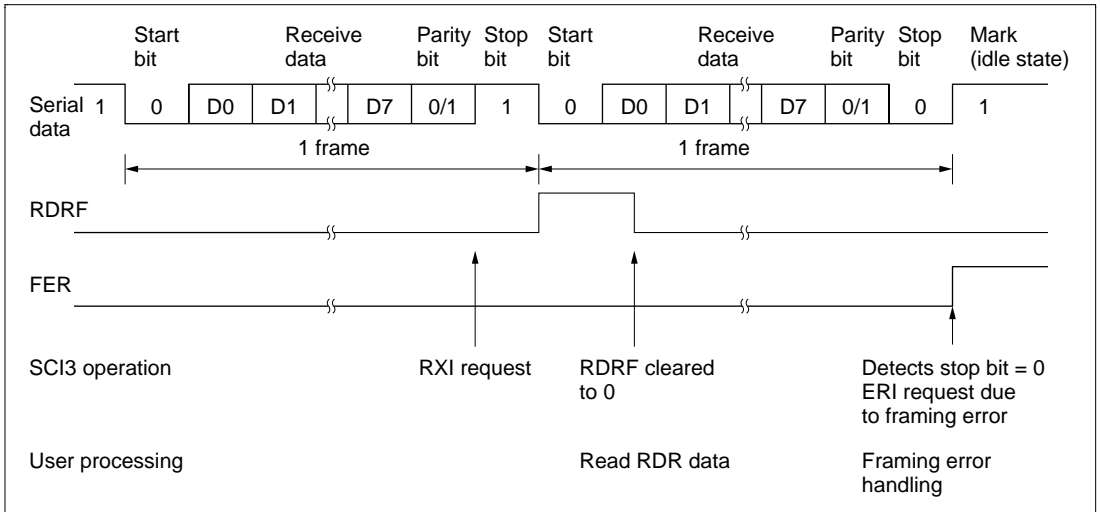 Start bit Receive data Parity bit Stop bit Start bit Receive data Parity bit Stop bit Mark (idle state)
Serial data 1 0 D0 D1 D7 0/1 1 0 D0 D1 D7 0/1 0 1
1 frame 1 frame
RDRF
FER
SCI3 operation RXI request RDRF cleared to 0 Detects stop bit = 0 ERI request due to framing error
User processing Read RDR data Framing error handling